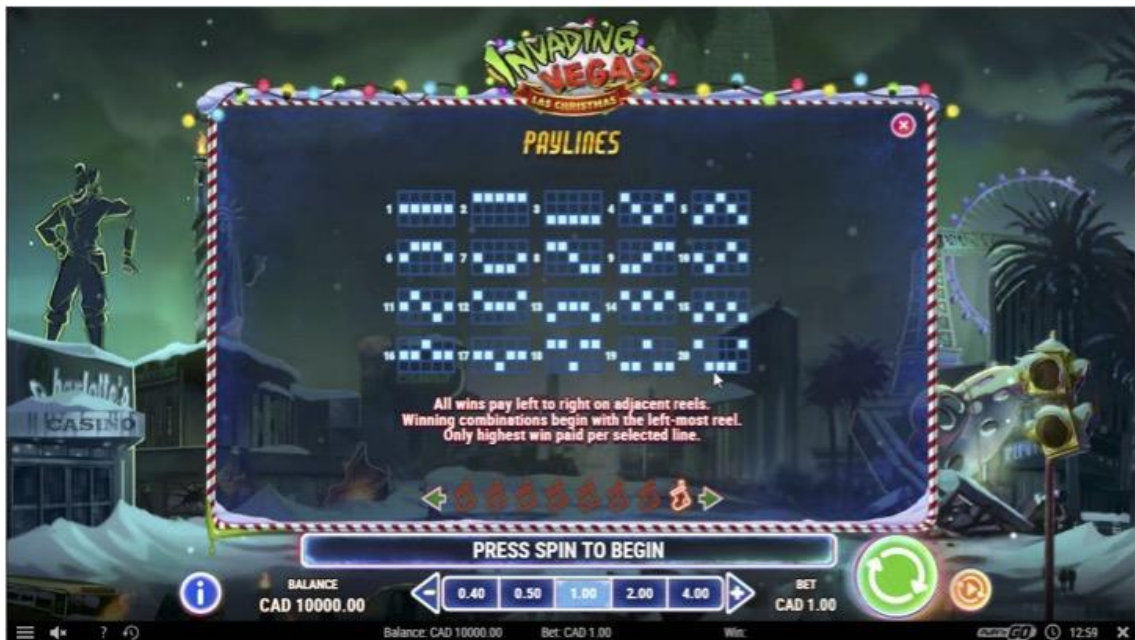 INVADING
VEGAS
LAS CHRISTMAS
PAYLINES
1 2 3 4 5
6 7 8 9 10
11 12 13 14 15
16 17 18 19 20
All wins pay left to right on adjacent reels.
Winning combinations begin with the left-most reel.
Only highest win paid per selected line.
PRESS SPIN TO BEGIN
BALANCE
CAD 10000.00
0.40 0.50 1.00 2.00 4.00
BET
CAD 1.00
Balance: CAD 10000.00 Bet: CAD 1.00 Win:
12:59
CASINO